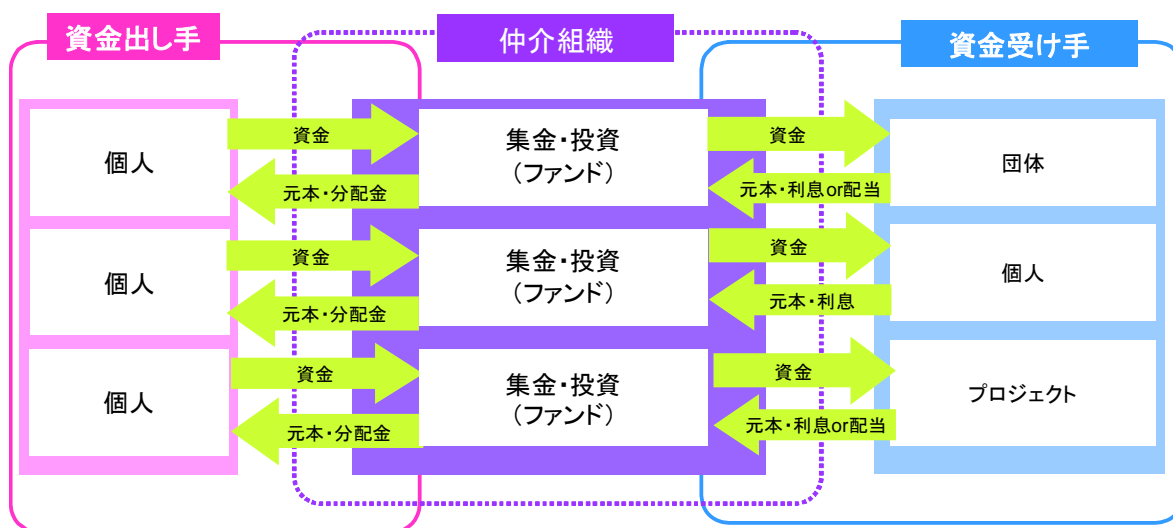 資金出し手
仲介組織
資金受け手
個人
資金
元本・分配金
集金・投資
（ファンド）
資金
元本・利息or配当
団体
個人
資金
元本・分配金
集金・投資
（ファンド）
資金
元本・利息
個人
個人
資金
元本・分配金
集金・投資
（ファンド）
資金
元本・利息or配当
プロジェクト